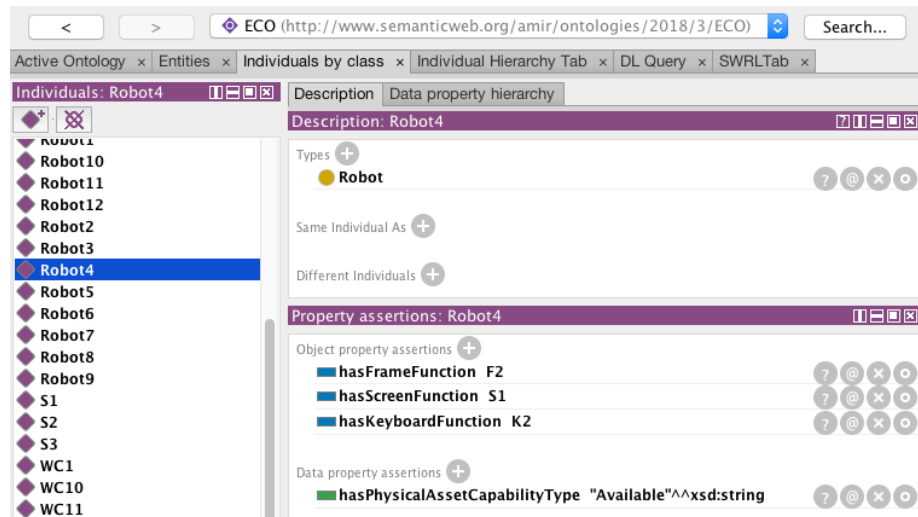 < > ECO (http://www.semanticweb.org/amir/ontologies/2018/3/ECO) Search...
Active Ontology × Entities × Individuals by class × Individual Hierarchy Tab × DL Query × SWRLTab ×
Individuals: Robot4
Robot1
Robot10
Robot11
Robot12
Robot2
Robot3
Robot4
Robot5
Robot6
Robot7
Robot8
Robot9
S1
S2
S3
WC1
WC10
WC11
Description Data property hierarchy
Description: Robot4
Types
Robot
Same Individual As
Different Individuals
Property assertions: Robot4
Object property assertions
hasFrameFunction F2
hasScreenFunction S1
hasKeyboardFunction K2
Data property assertions
hasPhysicalAssetCapabilityType "Available"^^xsd:string